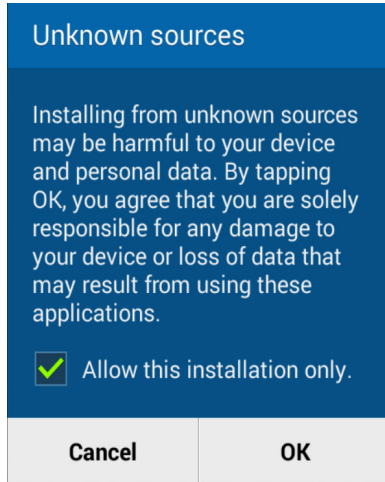 Unknown sources
Installing from unknown sources
may be harmful to your device
and personal data. By tapping
OK, you agree that you are solely
responsible for any damage to
your device or loss of data that
may result from using these
applications.
Allow this installation only.
Cancel OK